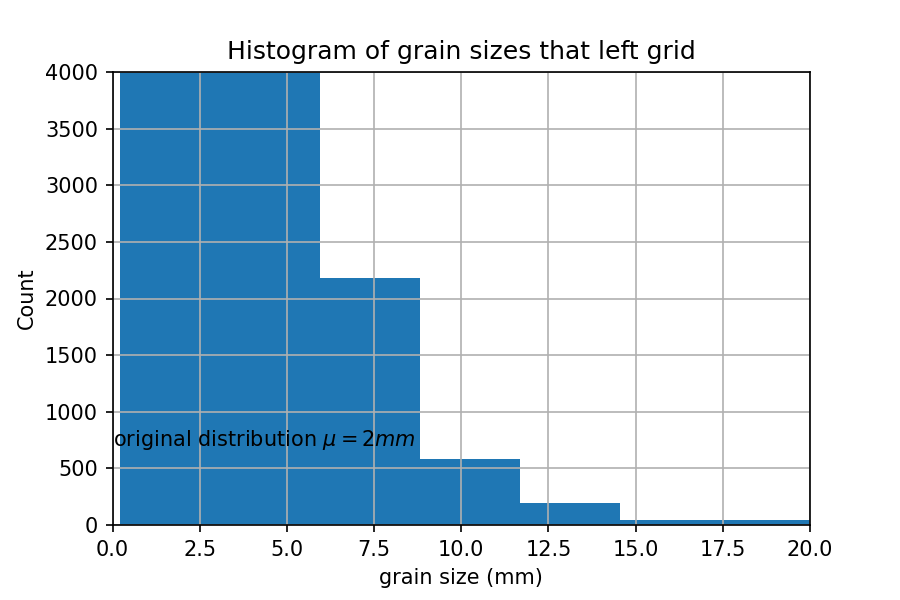 Histogram of grain sizes that left grid
4000
3500
3000
2500
2000
1500
1000
500
0
Count
original distribution μ = 2mm
0.0 2.5 5.0 7.5 10.0 12.5 15.0 17.5 20.0
grain size (mm)